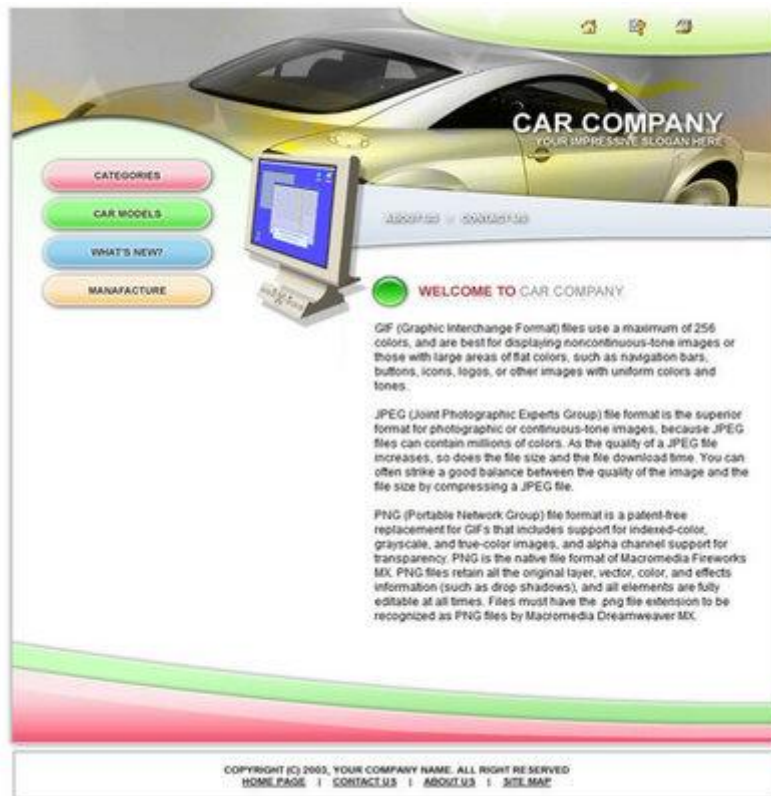 CAR COMPANY
YOUR IMPRESSIVE SLOGAN HERE
CATEGORIES
CAR MODELS
WHAT'S NEW?
MANAFACTURE
ABOUT US
CONTACT US
WELCOME TO CAR COMPANY
GIF (Graphic Interchange Format) files use a maximum of 256
colors, and are best for displaying noncontinuous-tone images or
those with large areas of flat colors, such as navigation bars,
buttons, icons, logos, or other images with uniform colors and
tones.
JPEG (Joint Photographic Experts Group) file format is the superior
format for photographic or continuous-tone images, because JPEG
files can contain millions of colors. As the quality of a JPEG file
increases, so does the file size and the file download time. You can
often strike a good balance between the quality of the image and the
file size by compressing a JPEG file.
PNG (Portable Network Group) file format is a patent-free
replacement for GIFs that includes support for indexed-color,
grayscale, and true-color images, and alpha channel support for
transparency. PNG is the native file format of Macromedia Fireworks
MX. PNG files retain all the original layer, vector, color, and effects
information (such as drop shadows), and all elements are fully
editable at all times. Files must have the .png file extension to be
recognized as PNG files by Macromedia Dreamweaver MX.
COPYRIGHT (C) 2003, YOUR COMPANY NAME. ALL RIGHT RESERVED
HOME PAGE | CONTACT US | ABOUT US | SITE MAP